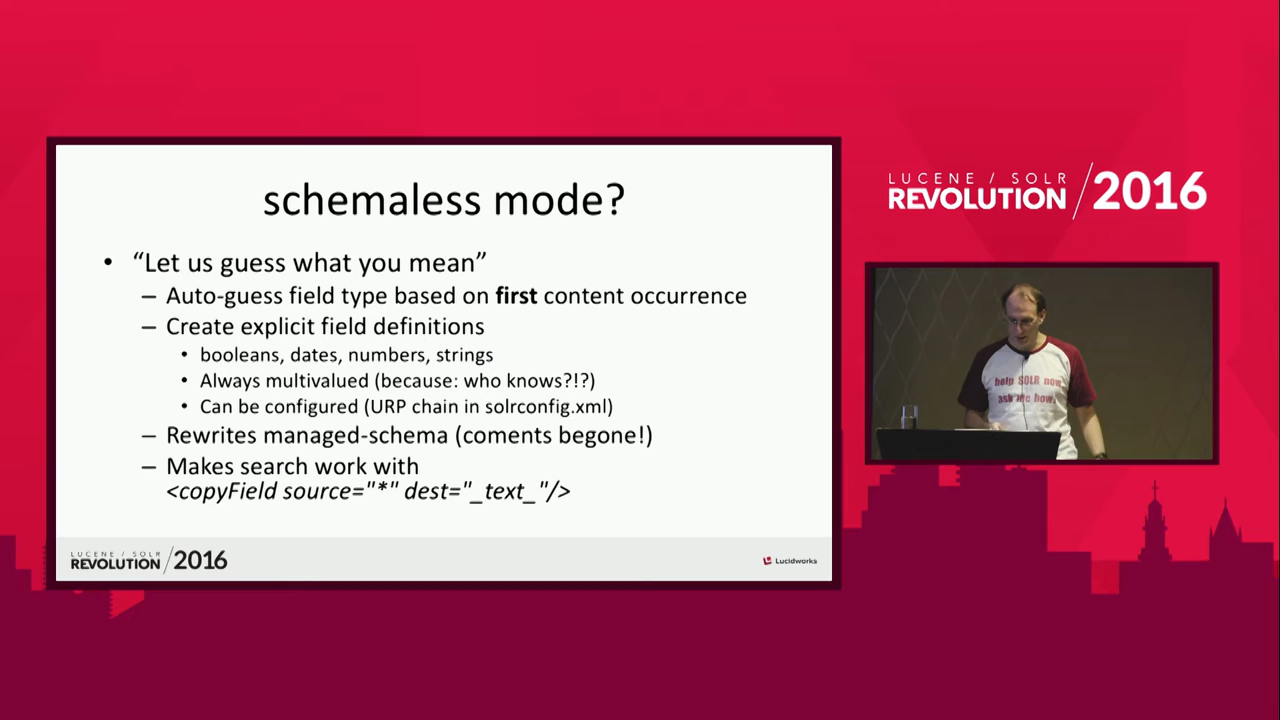 schemaless mode?
• “Let us guess what you mean”
– Auto-guess field type based on first content occurrence
– Create explicit field definitions
• booleans, dates, numbers, strings
• Always multivalued (because: who knows?!?)
• Can be configured (URP chain in solrconfig.xml)
– Rewrites managed-schema (coments begone!)
– Makes search work with
<copyField source="*" dest="_text_"/>
LUCENE / SOLR
REVOLUTION / 2016
Lucidworks
LUCENE / SOLR
REVOLUTION / 2016
help SOLR now
ask me how!